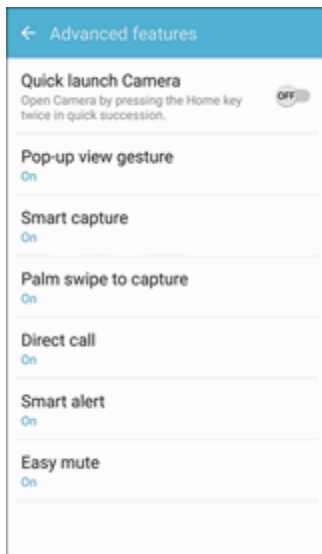 Advanced features
Quick launch Camera
Open Camera by pressing the Home key
twice in quick succession.
OFF
Pop-up view gesture
On
Smart capture
On
Palm swipe to capture
On
Direct call
On
Smart alert
On
Easy mute
On